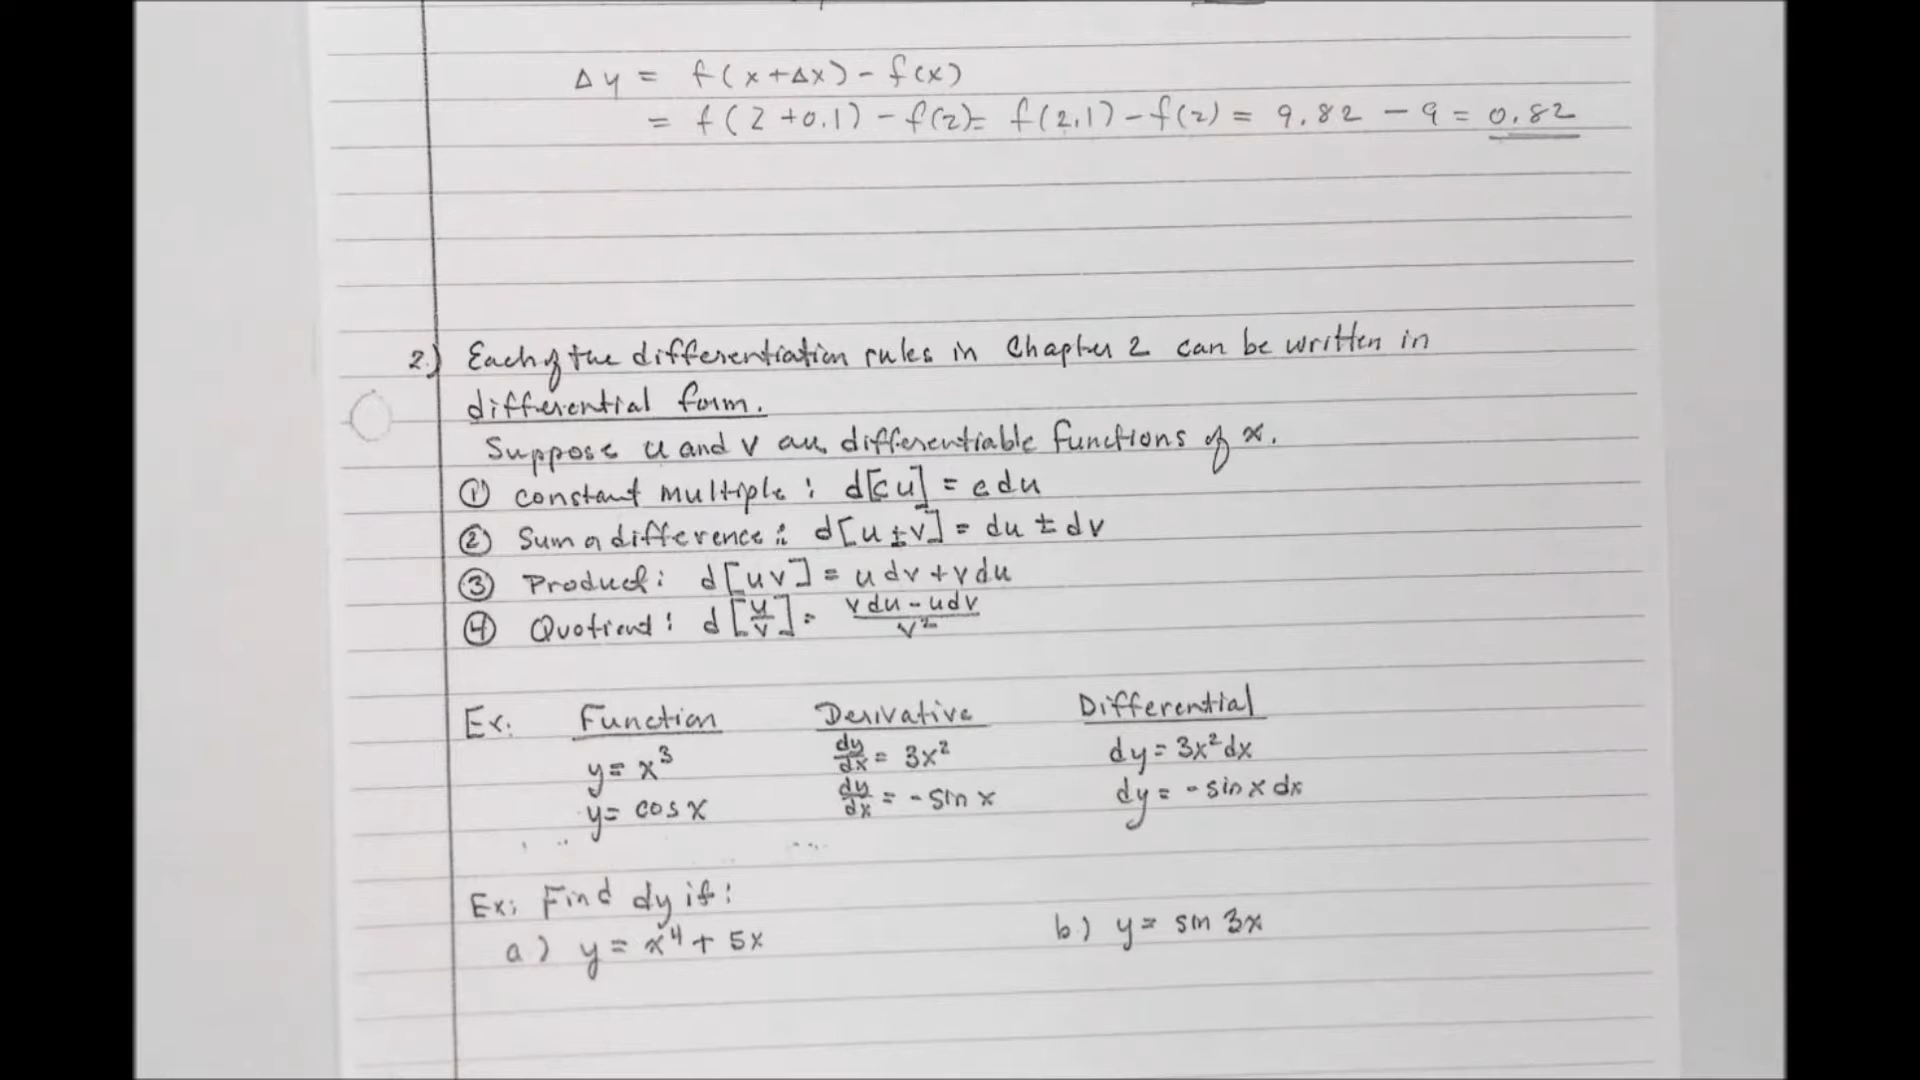 Δy = f(x+Δx) - f(x)
= f(2+0.1) - f(2) = f(2.1) - f(2) = 9.82 - 9 = 0.82
2.) Each of the differentiation rules in Chapter 2 can be written in
differential form.
Suppose u and v are differentiable functions of x.
① constant multiple: d[cu] = c du
② Sum or difference: d[u±v] = du ± dv
③ Product: d[uv] = u dv + v du
④ Quotient: d[u/v] = (v du - u dv)/v²
Ex: Function Derivative Differential
y = x³ dy/dx = 3x² dy = 3x² dx
y = cos x dy/dx = -sin x dy = -sin x dx
Ex: Find dy if:
a) y = x⁴ + 5x b.) y = sin 3x